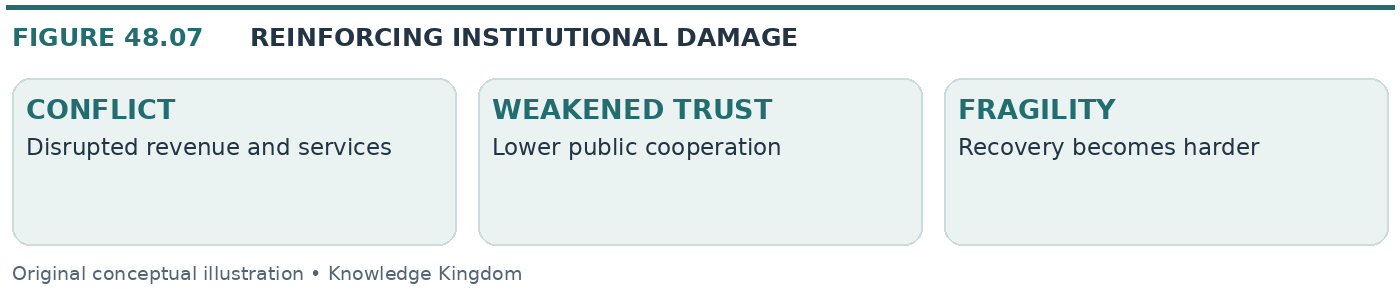 FIGURE 48.07 REINFORCING INSTITUTIONAL DAMAGE
CONFLICT
Disrupted revenue and services
WEAKENED TRUST
Lower public cooperation
FRAGILITY
Recovery becomes harder
Original conceptual illustration • Knowledge Kingdom